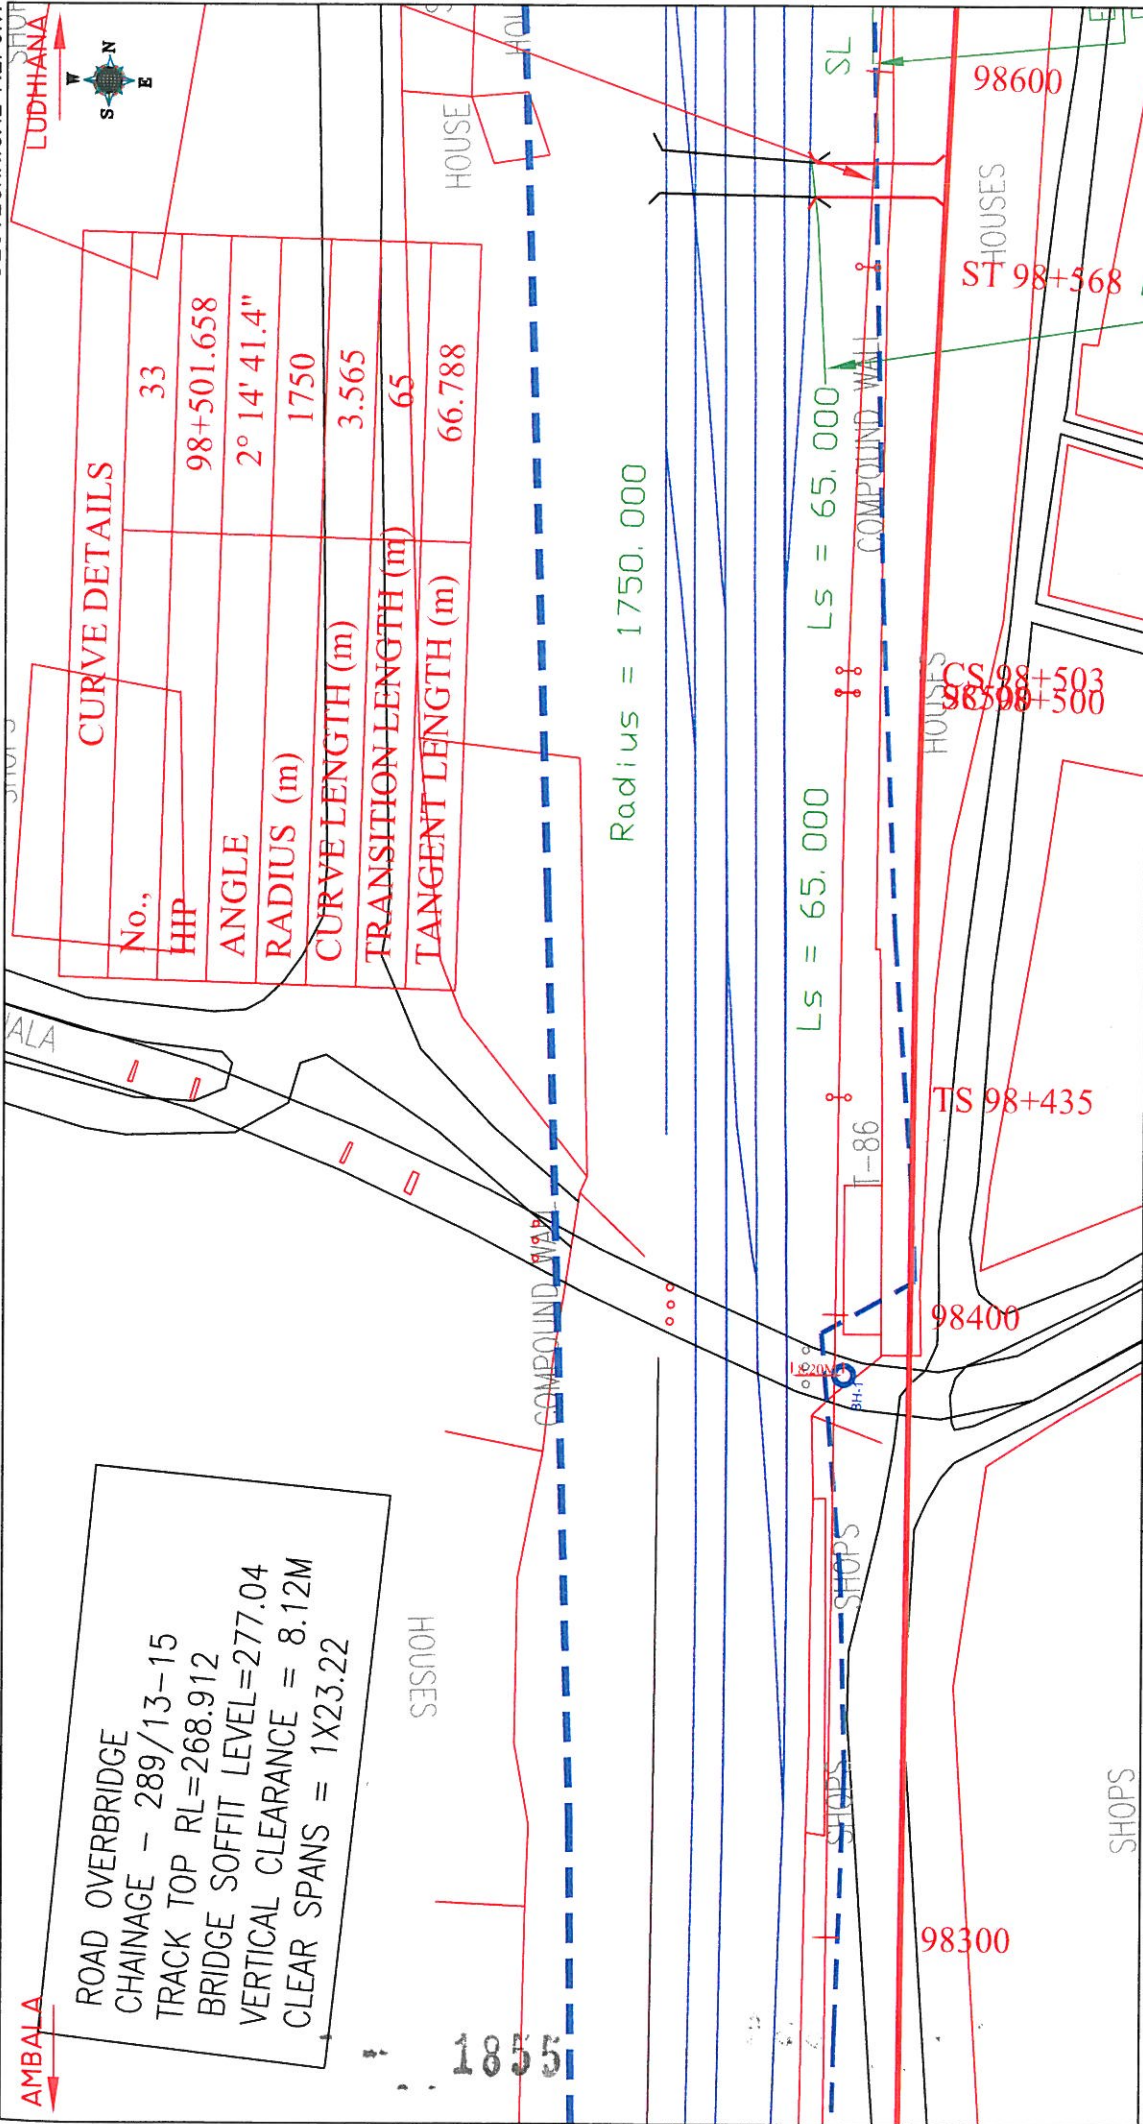 AMBALA
LUDHIANA
W
N
S
E
ROAD OVERBRIDGE
CHAINAGE - 289/13-15
TRACK TOP RL=268.912
BRIDGE SOFFIT LEVEL=277.04
VERTICAL CLEARANCE = 8.12M
CLEAR SPANS = 1X23.22
CURVE DETAILS
No., 33
HIP 98+501.658
ANGLE 2° 14' 41.4"
RADIUS (m) 1750
CURVE LENGTH (m) 3.565
TRANSITION LENGTH (m) 65
TANGENT LENGTH (m) 66.788
HOUSE
HOUSES
COMPOUND WALL
1855
Radius = 1750.000
Ls = 65.000
Ls = 65.000
SL
COMPOUND WALL
T-86
BH-1
SHOPS
SHOPS
HOUSES
HOUSES
SHOPS
98300
98400
TS 98+435
98500
SC 98+500
CS 98+503
ST 98+568
98600